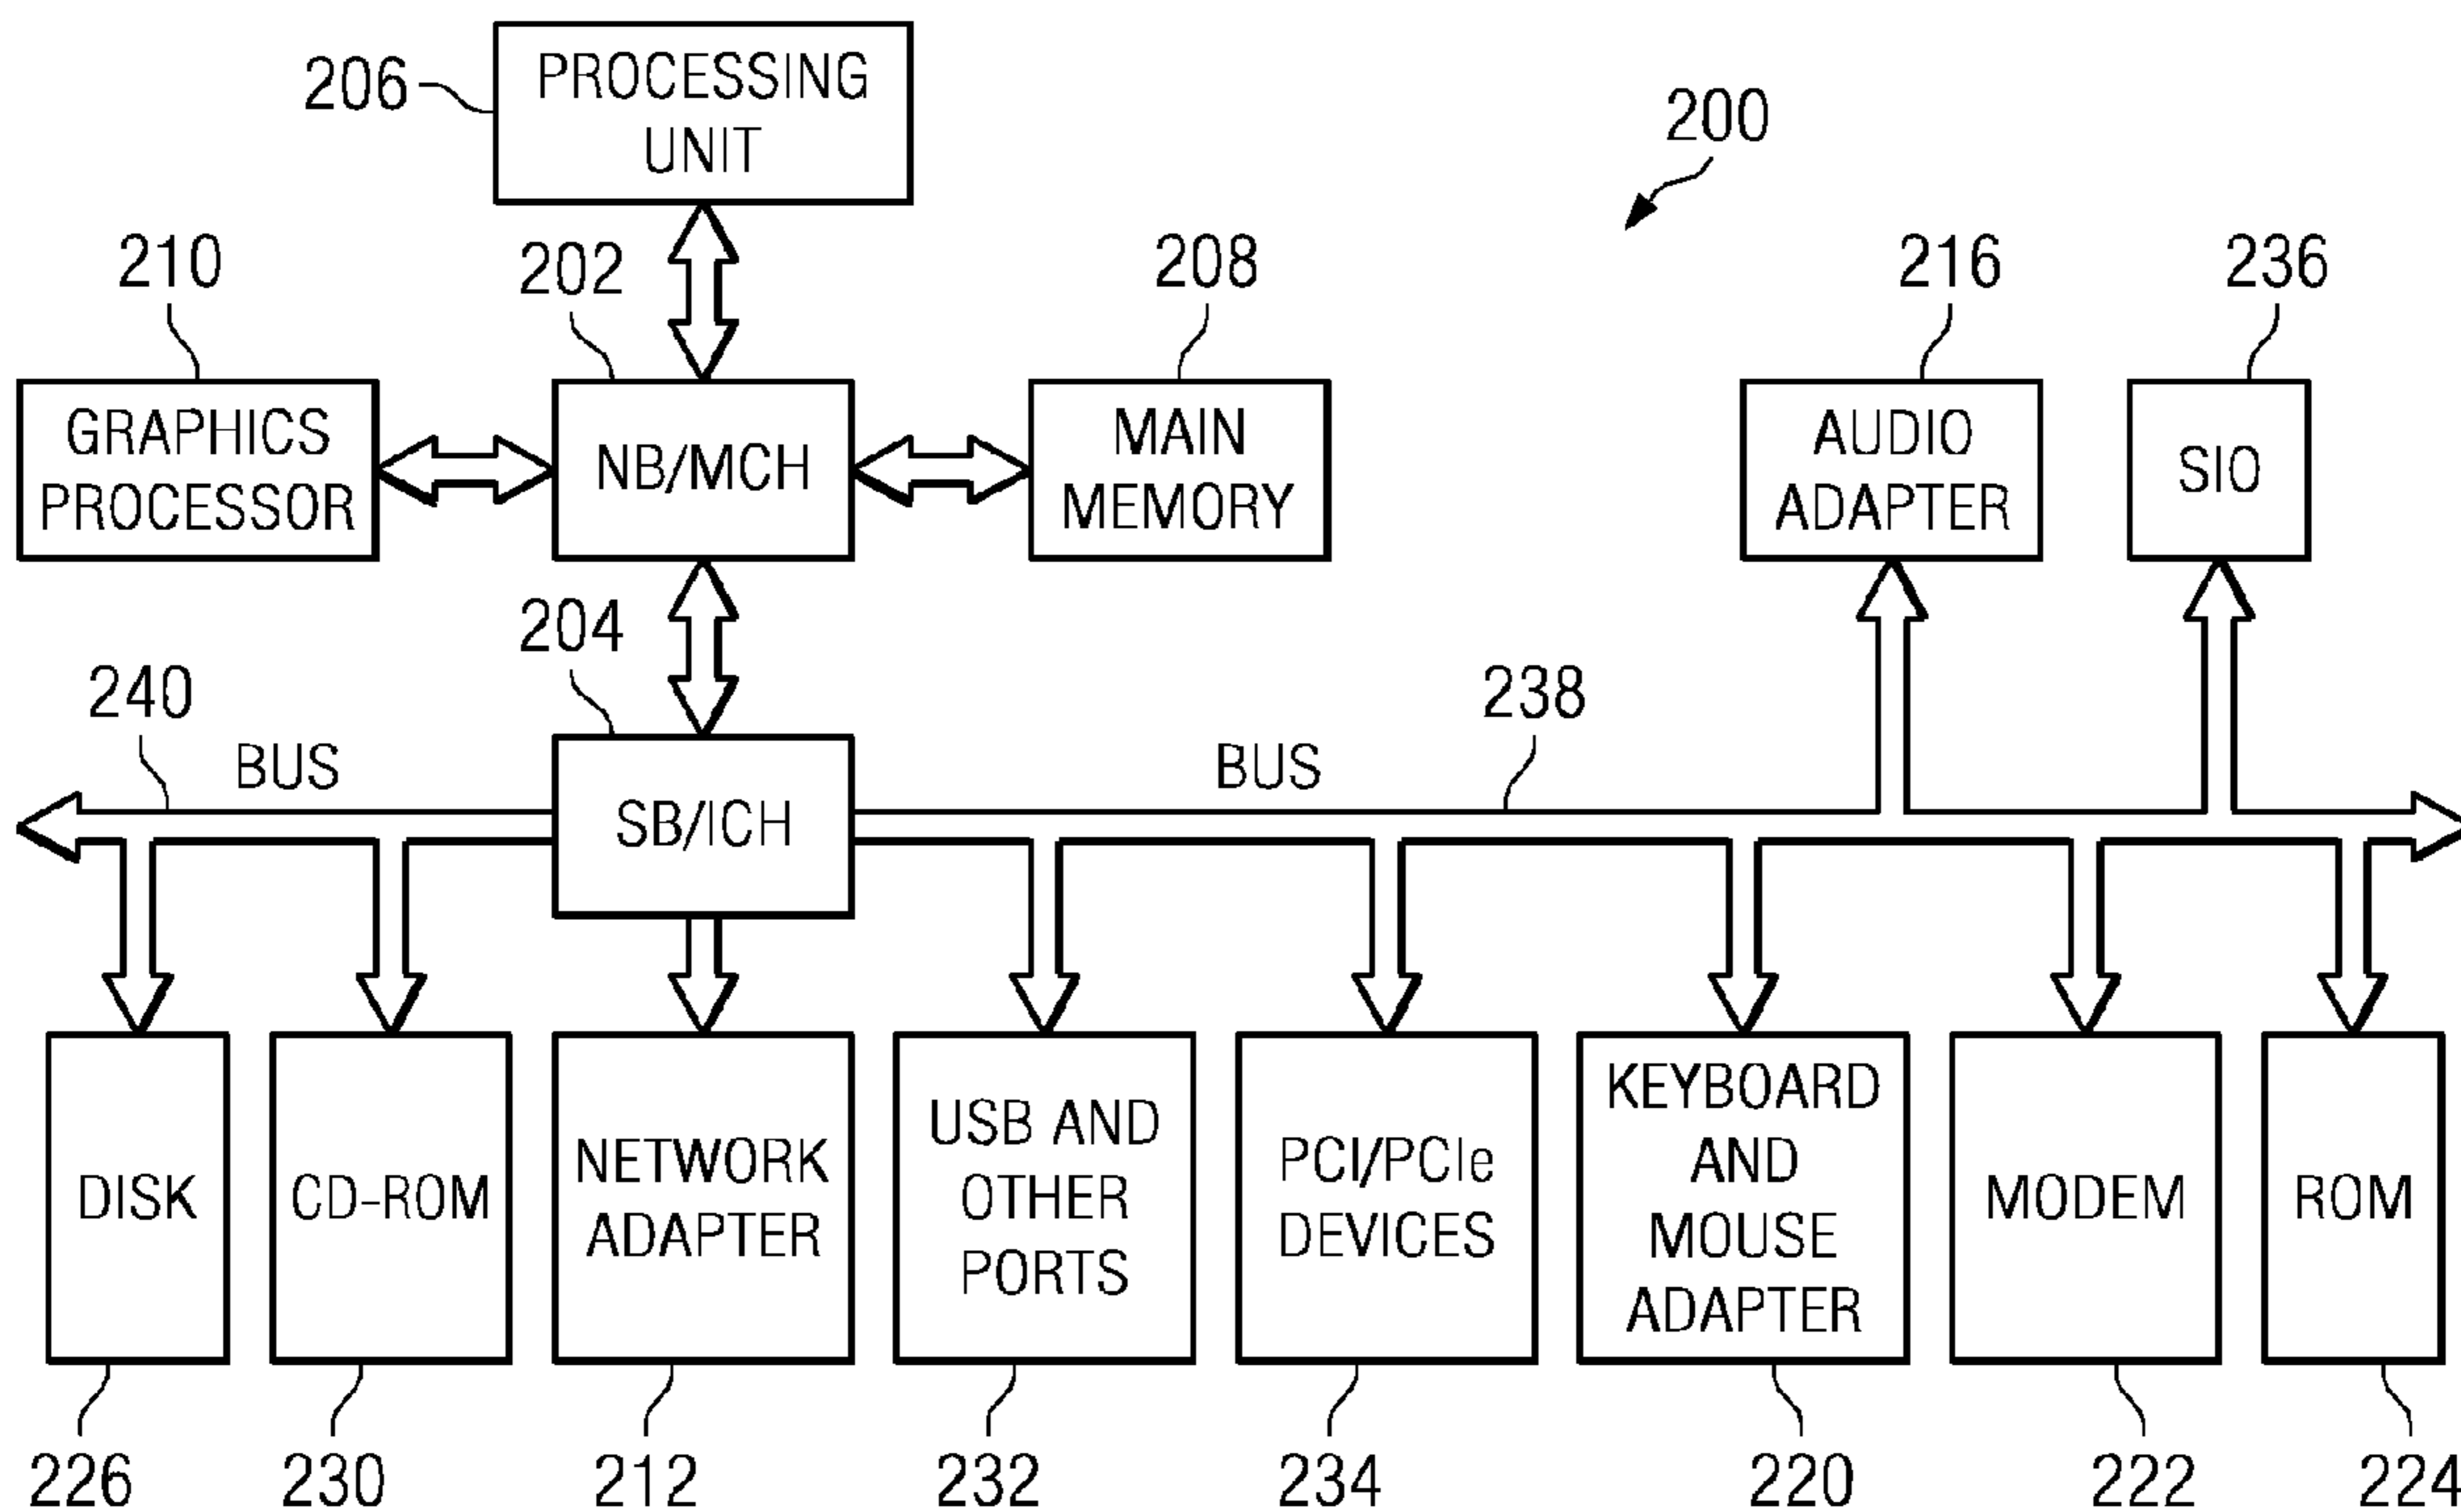 206
PROCESSING
UNIT
200
210
202
208
216
236
GRAPHICS
PROCESSOR
NB/MCH
MAIN
MEMORY
AUDIO
ADAPTER
SIO
204
240
BUS
238
BUS
SB/ICH
DISK
CD-ROM
NETWORK
ADAPTER
USB AND
OTHER
PORTS
PCI/PCIe
DEVICES
KEYBOARD
AND
MOUSE
ADAPTER
MODEM
ROM
226
230
212
232
234
220
222
224